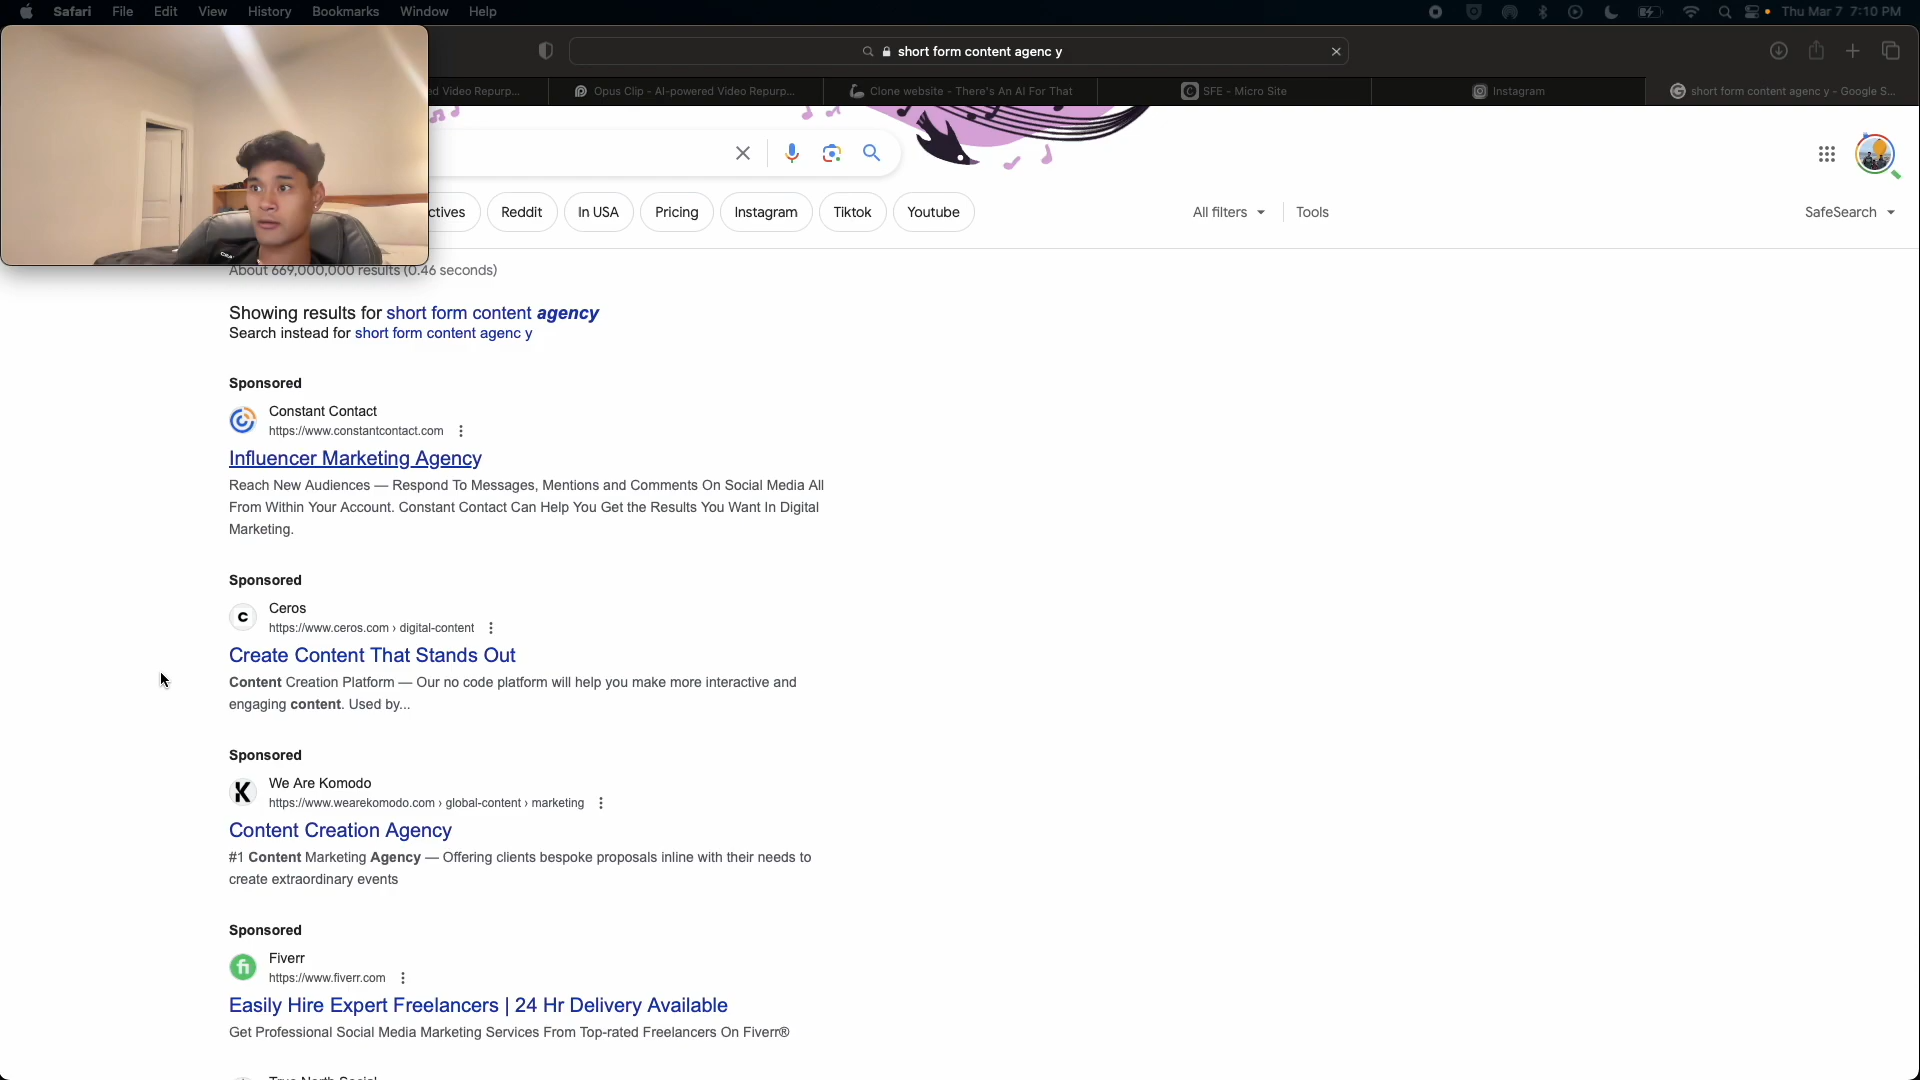 Safari File Edit View History Bookmarks Window Help
Thu Mar 7 7:10 PM
short form content agenc y
ed Video Repurp...
Opus Clip - AI-powered Video Repurp...
Clone website - There's An AI For That
SFE - Micro Site
Instagram
short form content agenc y - Google S...
ctives
Reddit
In USA
Pricing
Instagram
Tiktok
Youtube
All filters
Tools
SafeSearch
About 669,000,000 results (0.46 seconds)
Showing results for short form content agency
Search instead for short form content agenc y
Sponsored
Constant Contact
https://www.constantcontact.com
Influencer Marketing Agency
Reach New Audiences — Respond To Messages, Mentions and Comments On Social Media All
From Within Your Account. Constant Contact Can Help You Get the Results You Want In Digital
Marketing.
Sponsored
Ceros
https://www.ceros.com › digital-content
Create Content That Stands Out
Content Creation Platform — Our no code platform will help you make more interactive and
engaging content. Used by...
Sponsored
We Are Komodo
https://www.wearekomodo.com › global-content › marketing
Content Creation Agency
#1 Content Marketing Agency — Offering clients bespoke proposals inline with their needs to
create extraordinary events
Sponsored
Fiverr
https://www.fiverr.com
Easily Hire Expert Freelancers | 24 Hr Delivery Available
Get Professional Social Media Marketing Services From Top-rated Freelancers On Fiverr®